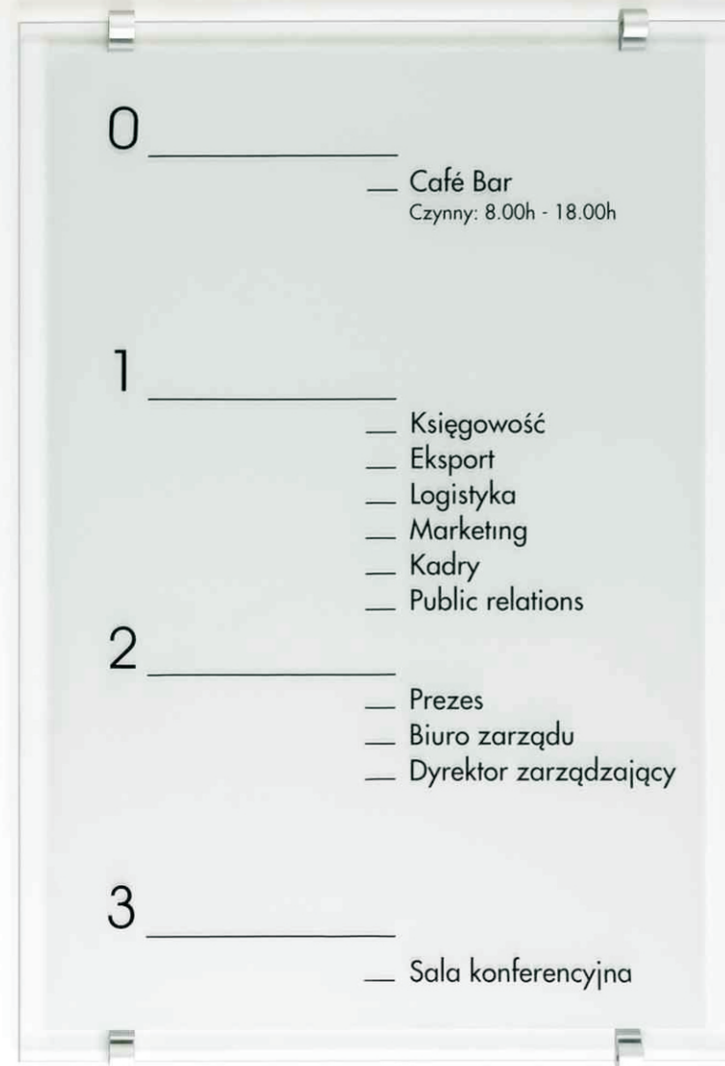 0
Café Bar
Czynny: 8.00h - 18.00h
1
Księgowość
Eksport
Logistyka
Marketing
Kadry
Public relations
2
Prezes
Biuro zarządu
Dyrektor zarządzający
3
Sala konferencyjna